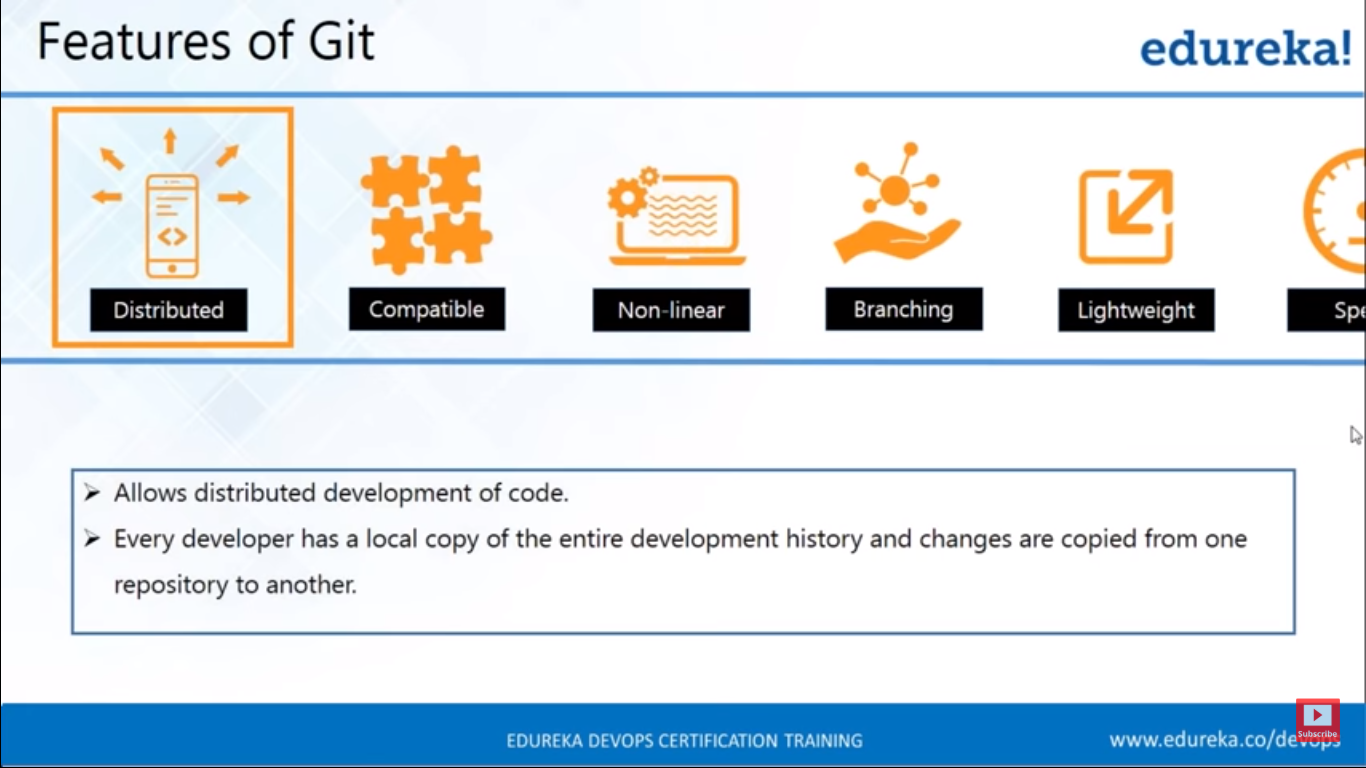 Features of Git
edureka!
Distributed
Compatible
Non-linear
Branching
Lightweight
➤ Allows distributed development of code.
➤ Every developer has a local copy of the entire development history and changes are copied from one
repository to another.
EDUREKA DEVOPS CERTIFICATION TRAINING
www.edureka.co/devops
Subscribe